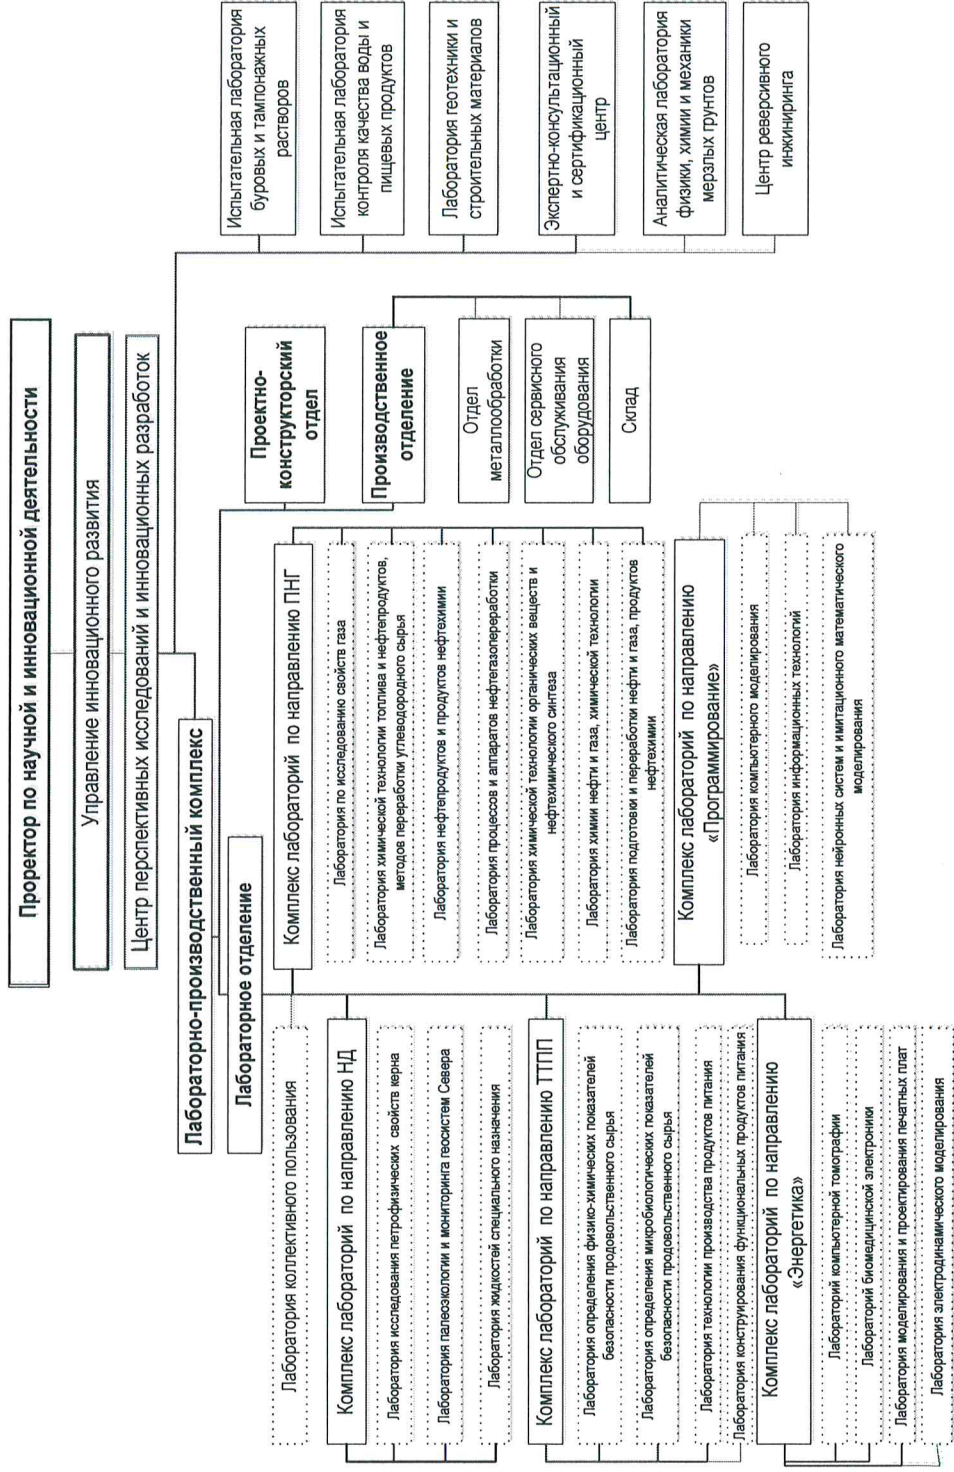 Проректор по научной и инновационной деятельности
Управление инновационного развития
Центр перспективных исследований и инновационных разработок
Лабораторно-производственный комплекс
Лабораторное отделение
Лаборатория коллективного пользования
Комплекс лабораторий по направлению НД
Лаборатория исследования петрофизических свойств керна
Лаборатория палеоэкологии и мониторинга геосистем Севера
Лаборатория жидкостей специального назначения
Комплекс лабораторий по направлению ТТПП
Лаборатория определения физико-химических показателей
безопасности продовольственного сырья
Лаборатория определения микробиологических показателей
безопасности продовольственного сырья
Лаборатория технологии производства продуктов питания
Лаборатория конструирования функциональных продуктов питания
Комплекс лабораторий по направлению
«Энергетика»
Лабораторий компьютерной томографии
Лабораторий биомедицинской электроники
Лаборатория моделирования и проектирования печатных плат
Лаборатория электродинамического моделирования
Комплекс лабораторий по направлению ПНГ
Лаборатория по исследованию свойств газа
Лаборатория химической технологии топлива и нефтепродуктов,
методов переработки углеводородного сырья
Лаборатория нефтепродуктов и продуктов нефтехимии
Лаборатория процессов и аппаратов нефтегазопереработки
Лаборатория химической технологии органических веществ и
нефтехимического синтеза
Лаборатория химии нефти и газа, химической технологии
Лаборатория подготовки и переработки нефти и газа, продуктов
нефтехимии
Комплекс лабораторий по направлению
«Программирование»
Лаборатория компьютерного моделирования
Лаборатория информационных технологий
Лаборатория нейронных систем и имитационного математического
моделирования
Проектно-
конструкторский
отдел
Производственное
отделение
Отдел
металлообработки
Отдел сервисного
обслуживания
оборудования
Склад
Испытательная лаборатория
буровых и тампонажных
растворов
Испытательная лаборатория
контроля качества воды и
пищевых продуктов
Лаборатория геотехники и
строительных материалов
Экспертно-консультационный
и сертификационный
центр
Аналитическая лаборатория
физики, химии и механики
мерзлых грунтов
Центр реверсивного
инжиниринга